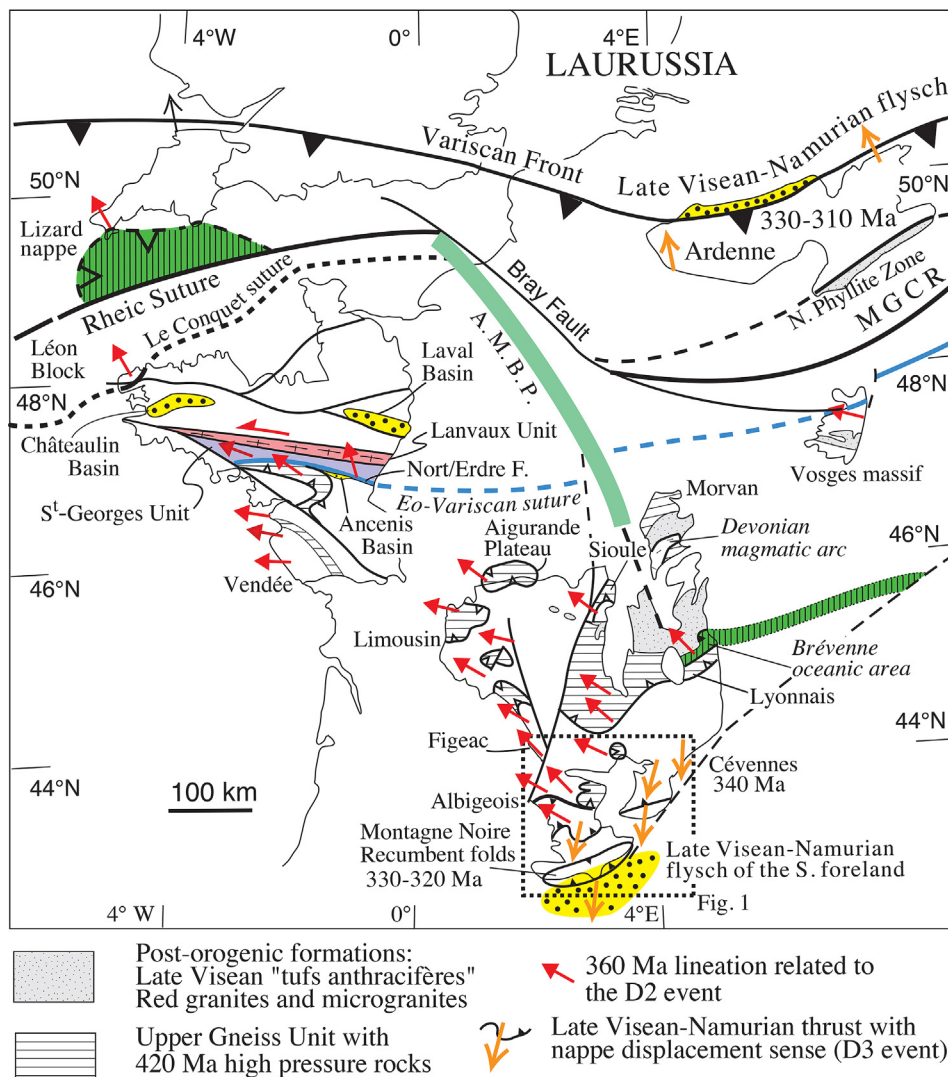 4°W
0°
4°E
LAURUSSIA
Variscan Front
Late Visean-Namurian flysch
50°N
50°N
330-310 Ma
Lizard
nappe
Ardenne
Rheic Suture
Le Conquet suture
Bray Fault
N. Phyllite Zone
MGCR
A. M. B. P.
Léon
Block
Laval
Basin
48°N
48°N
Châteaulin
Basin
Lanvaux Unit
Vosges massif
Nort/Erdre F.
St-Georges Unit
Ancenis
Basin
Eo-Variscan suture
Morvan
Aigurande
Plateau
Sioule
Devonian
magmatic arc
46°N
46°N
Vendée
Limousin
Brévenne
oceanic area
Lyonnais
44°N
Figeac
44°N
Cévennes
340 Ma
100 km
Albigeois
Montagne Noire
Recumbent folds
330-320 Ma
Late Visean-Namurian
flysch of the S. foreland
Fig. 1
4° W
0°
4°E
Post-orogenic formations:
Late Visean "tufs anthracifères"
Red granites and microgranites
360 Ma lineation related to
the D2 event
Upper Gneiss Unit with
420 Ma high pressure rocks
Late Visean-Namurian thrust with
nappe displacement sense (D3 event)